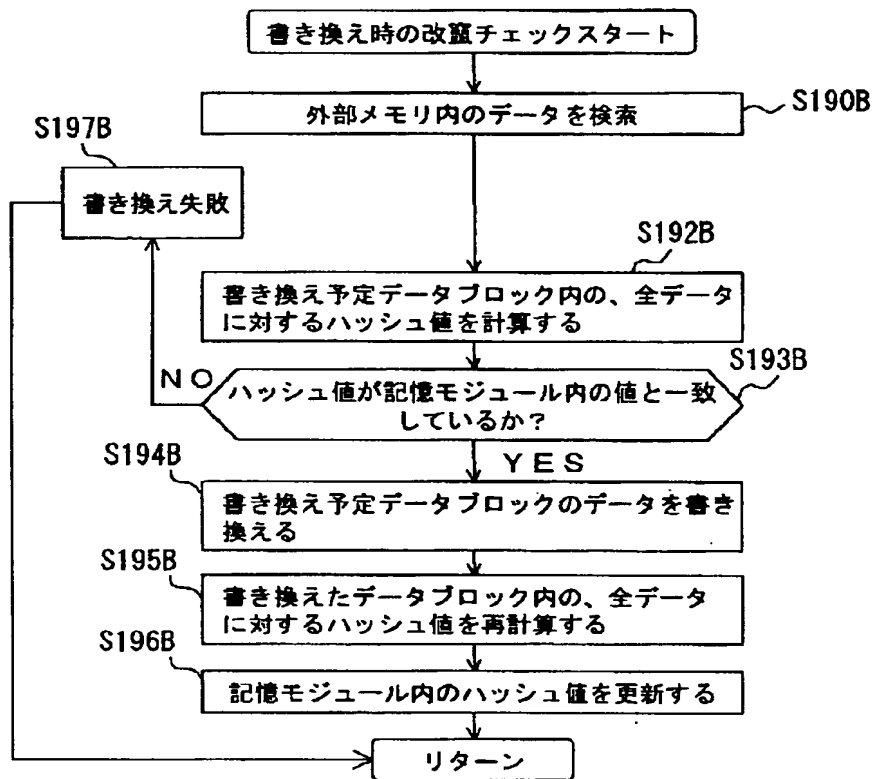 書き換え時の改竄チェックスタート
外部メモリ内のデータを検索
S190B
S197B
書き換え失敗
S192B
書き換え予定データブロック内の、全データ
に対するハッシュ値を計算する
S193B
NO
ハッシュ値が記憶モジュール内の値と一致
しているか?
YES
S194B
書き換え予定データブロックのデータを書き
換える
S195B
書き換えたデータブロック内の、全データ
に対するハッシュ値を再計算する
S196B
記憶モジュール内のハッシュ値を更新する
リターン